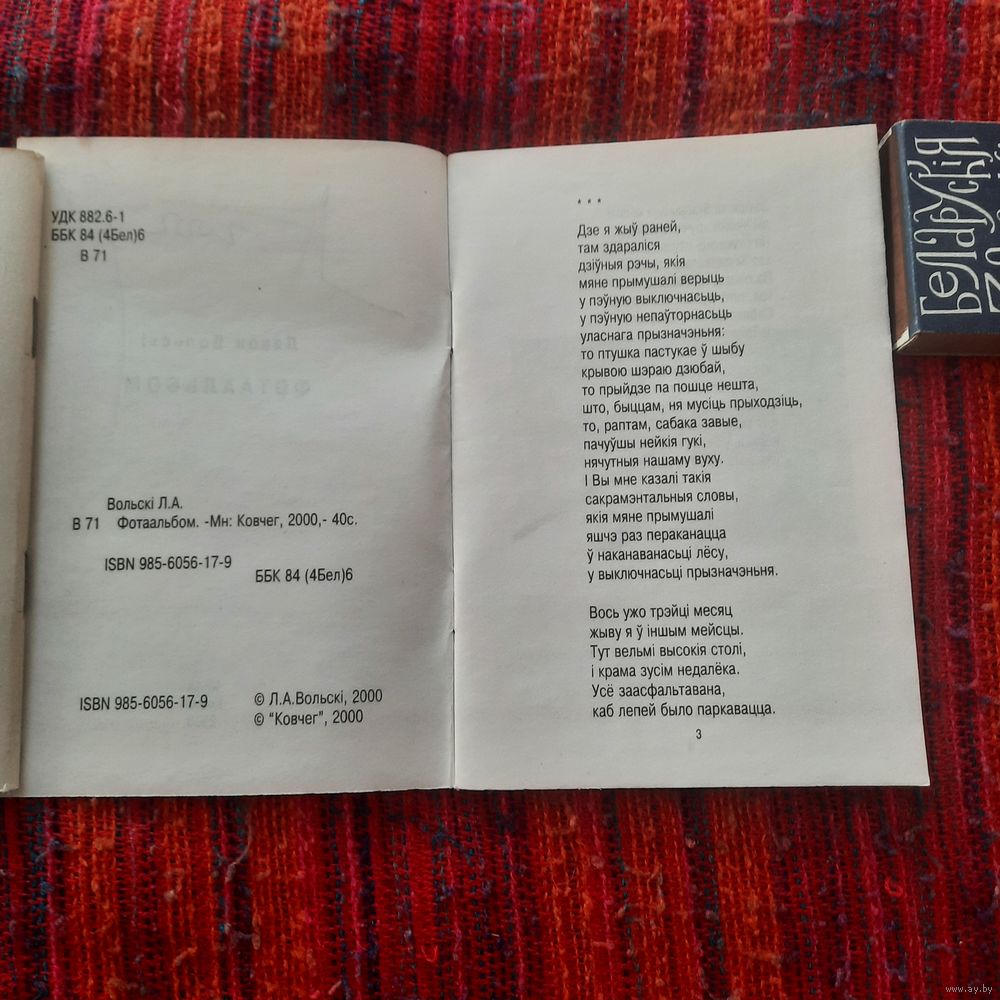 УДК 882.6-1
ББК 84 (4Бел)6
В 71
Вольскі Л.А.
В 71 Фотаальбом. -Мн: Ковчег, 2000,- 40с.
ISBN 985-6056-17-9
ББК 84 (4Бел)6
ISBN 985-6056-17-9
© Л.А.Вольскі, 2000
© "Ковчег", 2000
* * *
Дзе я жыў раней,
там здараліся
дзіўныя рэчы, якія
мяне прымушалі верыць
у пэўную выключнасьць,
у пэўную непаўторнасьць
уласнага прызначэньня:
то птушка пастукае ў шыбу
крывою шэраю дзюбай,
то прыйдзе па пошце нешта,
што, быццам, ня мусіць прыходзіць,
то, раптам, сабака завые,
пачуўшы нейкія гукі,
нячутныя нашаму вуху.
І Вы мне казалі такія
сакрамэнтальныя словы,
якія мяне прымушалі
яшчэ раз пераканацца
ў наканаванасьці лёсу,
у выключнасьці прызначэньня.
Вось ужо трэйці месяц
жыву я ў іншым мейсцы.
Тут вельмі высокія столі,
і крама зусім недалёка.
Усё заасфальтавана,
каб лепей было паркавацца.
3
БеЛаРУСкІЯ
www.ay.by